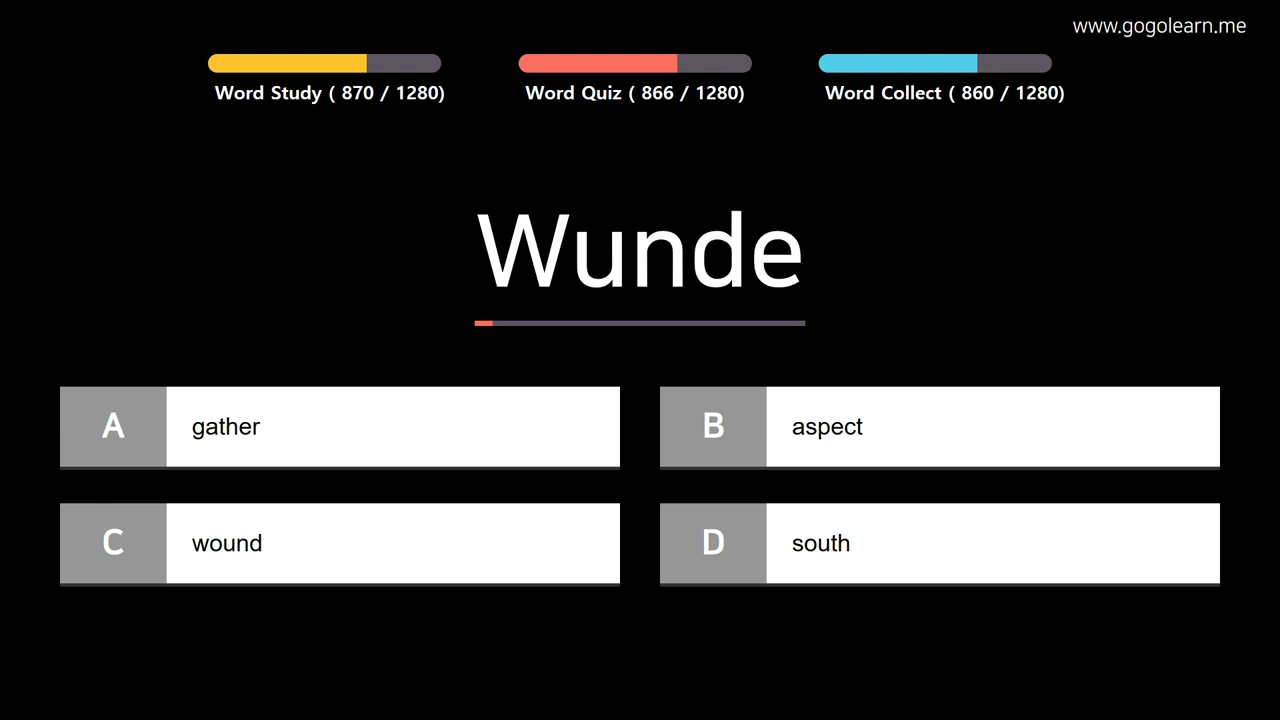 www.gogolearn.me
Word Study ( 870 / 1280)
Word Quiz ( 866 / 1280)
Word Collect ( 860 / 1280)
Wunde
A gather
B aspect
C wound
D south